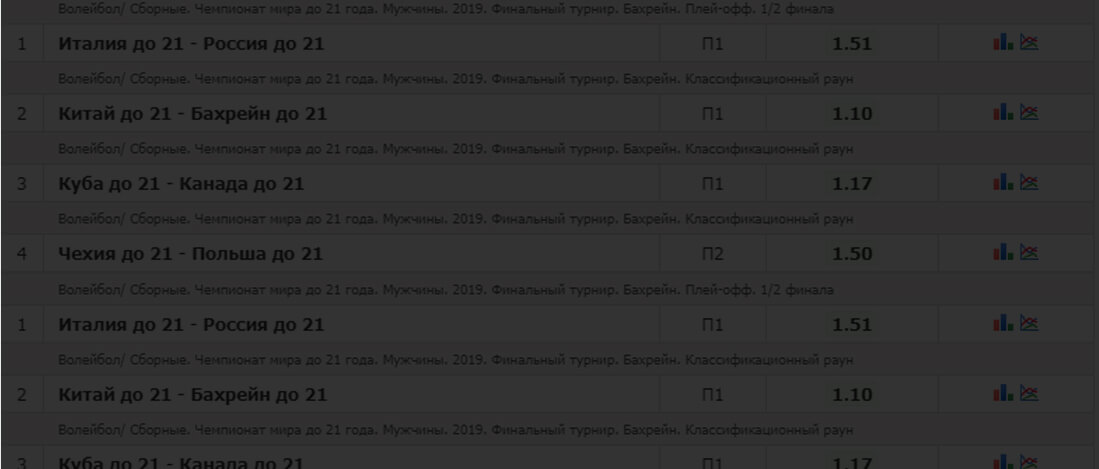 Волейбол/ Сборные. Чемпионат мира до 21 года. Мужчины. 2019. Финальный турнир. Бахрейн. Плей-офф. 1/2 финала
1 Италия до 21 - Россия до 21 П1 1.51
Волейбол/ Сборные. Чемпионат мира до 21 года. Мужчины. 2019. Финальный турнир. Бахрейн. Классификационный раун
2 Китай до 21 - Бахрейн до 21 П1 1.10
Волейбол/ Сборные. Чемпионат мира до 21 года. Мужчины. 2019. Финальный турнир. Бахрейн. Классификационный раун
3 Куба до 21 - Канада до 21 П1 1.17
Волейбол/ Сборные. Чемпионат мира до 21 года. Мужчины. 2019. Финальный турнир. Бахрейн. Классификационный раун
4 Чехия до 21 - Польша до 21 П2 1.50
Волейбол/ Сборные. Чемпионат мира до 21 года. Мужчины. 2019. Финальный турнир. Бахрейн. Плей-офф. 1/2 финала
1 Италия до 21 - Россия до 21 П1 1.51
Волейбол/ Сборные. Чемпионат мира до 21 года. Мужчины. 2019. Финальный турнир. Бахрейн. Классификационный раун
2 Китай до 21 - Бахрейн до 21 П1 1.10
Волейбол/ Сборные. Чемпионат мира до 21 года. Мужчины. 2019. Финальный турнир. Бахрейн. Классификационный раун
3 Куба до 21 - Канада до 21 П1 1.17